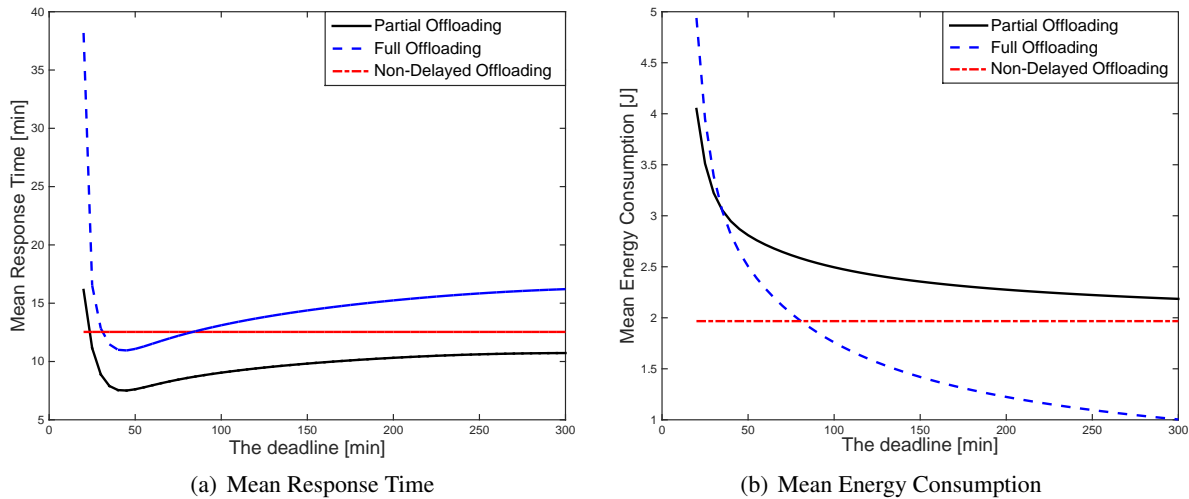 40
35
30
25
20
15
10
5
Mean Response Time [min]
0 50 100 150 200 250 300
The deadline [min]
Partial Offloading
Full Offloading
Non-Delayed Offloading
(a) Mean Response Time
5
4.5
4
3.5
3
2.5
2
1.5
1
Mean Energy Consumption [J]
0 50 100 150 200 250 300
The deadline [min]
Partial Offloading
Full Offloading
Non-Delayed Offloading
(b) Mean Energy Consumption